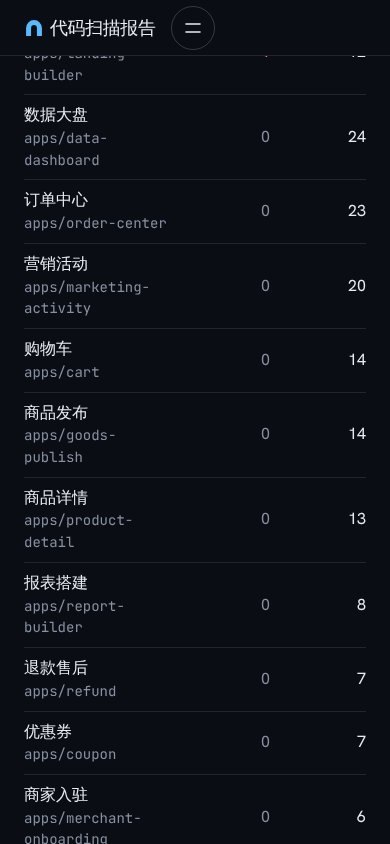 代码扫描报告
builder
数据大盘
apps/data-
dashboard
0
24
订单中心
apps/order-center
0
23
营销活动
apps/marketing-
activity
0
20
购物车
apps/cart
0
14
商品发布
apps/goods-
publish
0
14
商品详情
apps/product-
detail
0
13
报表搭建
apps/report-
builder
0
8
退款售后
apps/refund
0
7
优惠券
apps/coupon
0
7
商家入驻
apps/merchant-
onboarding
0
6